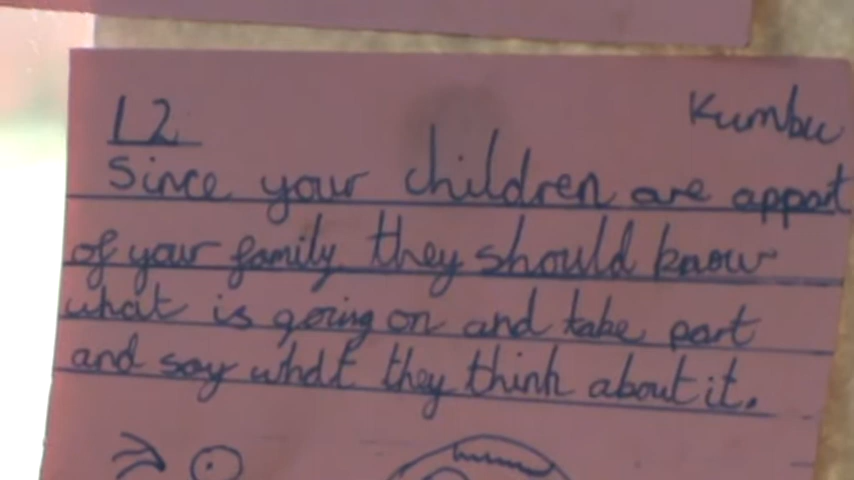 12
Kumbu
Since your children are appart
of your family they should know
what is going on and take part
and say what they think about it.